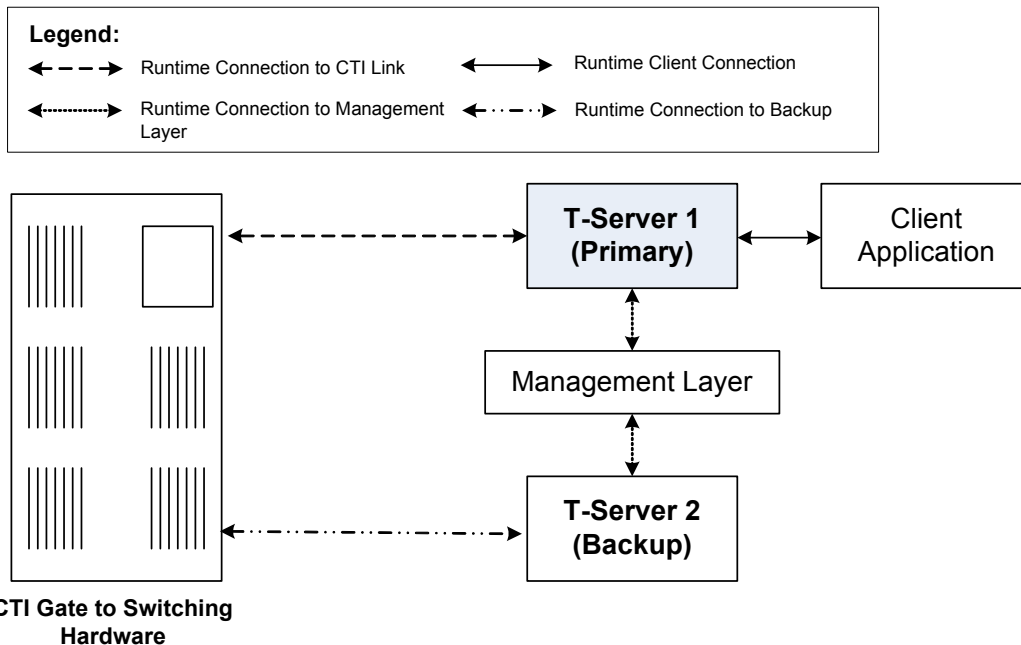 Legend:
Runtime Connection to CTI Link
Runtime Client Connection
Runtime Connection to Management
Layer
Runtime Connection to Backup
T-Server 1
(Primary)
Client
Application
Management Layer
T-Server 2
(Backup)
CTI Gate to Switching
Hardware